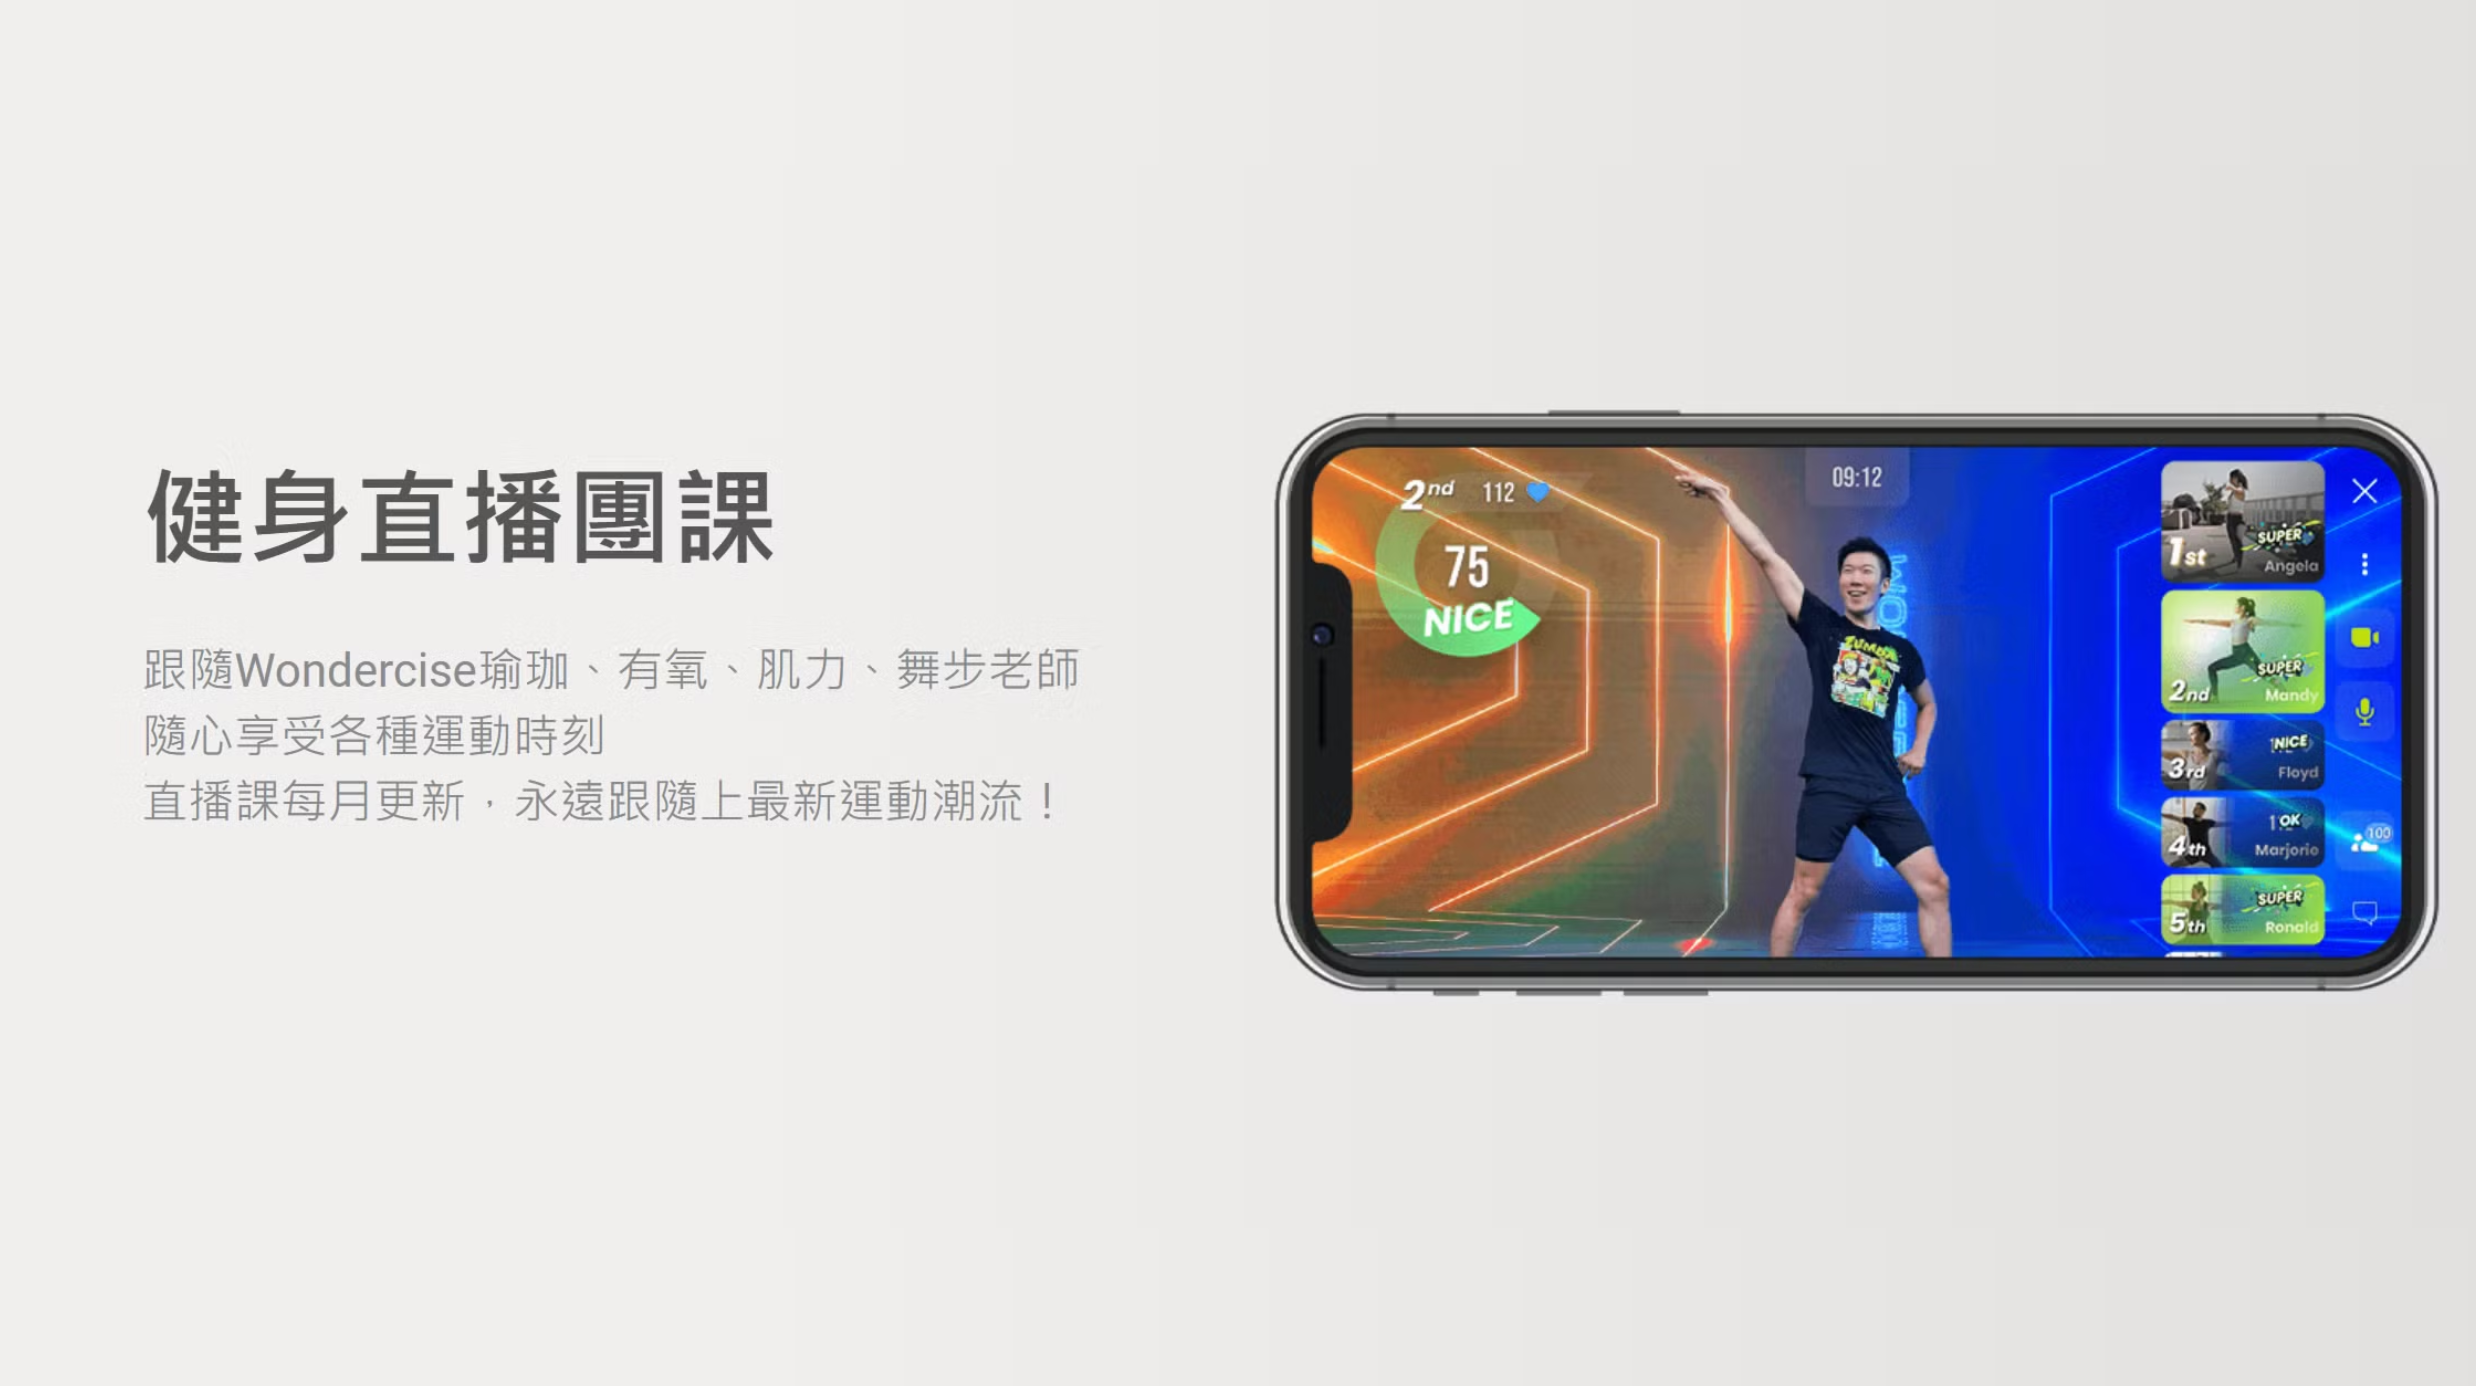 健身直播團課
跟隨Wondercise瑜珈、有氧、肌力、舞步老師
隨心享受各種運動時刻
直播課每月更新，永遠跟隨上最新運動潮流！
2nd 112
75
NICE
09:12
ZUMBA
SUPER
1st Angela
SUPER
2nd Mandy
NICE
3rd Floyd
OK
4th Marjorie
SUPER
5th Ronald
100